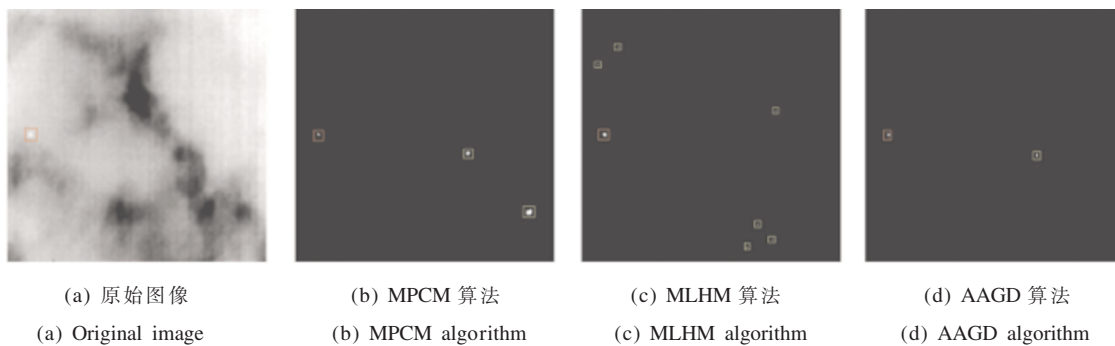 (a) 原始图像 (b) MPCM 算法 (c) MLHM 算法 (d) AAGD 算法
(a) Original image (b) MPCM algorithm (c) MLHM algorithm (d) AAGD algorithm